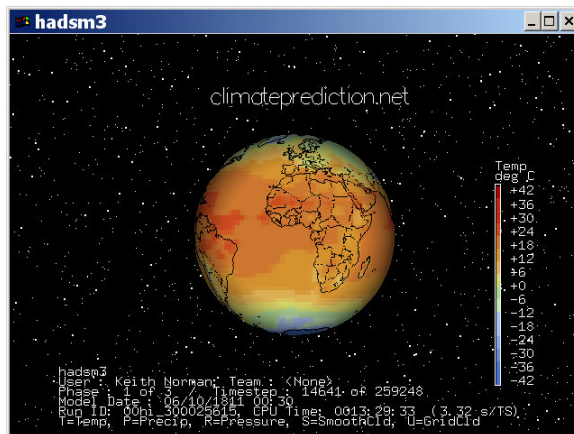 hadsm3
climateprediction.net
Temp
deg C
+42
+36
+30
+24
+18
+12
+6
+0
-6
-12
-18
-24
-30
-36
-42
hadsm3
User : Keith Norman; Team : <None>
Phase : 1 of 3 // Timestep : 14641 of 259248
Model Date : 06/10/1811 00:30
Run ID: 00hi_300025615, CPU Time: 0013:29:33 (3.32 s/TS)
T=Temp, P=Precip, R=Pressure, S=SmoothCld, U=GridCld